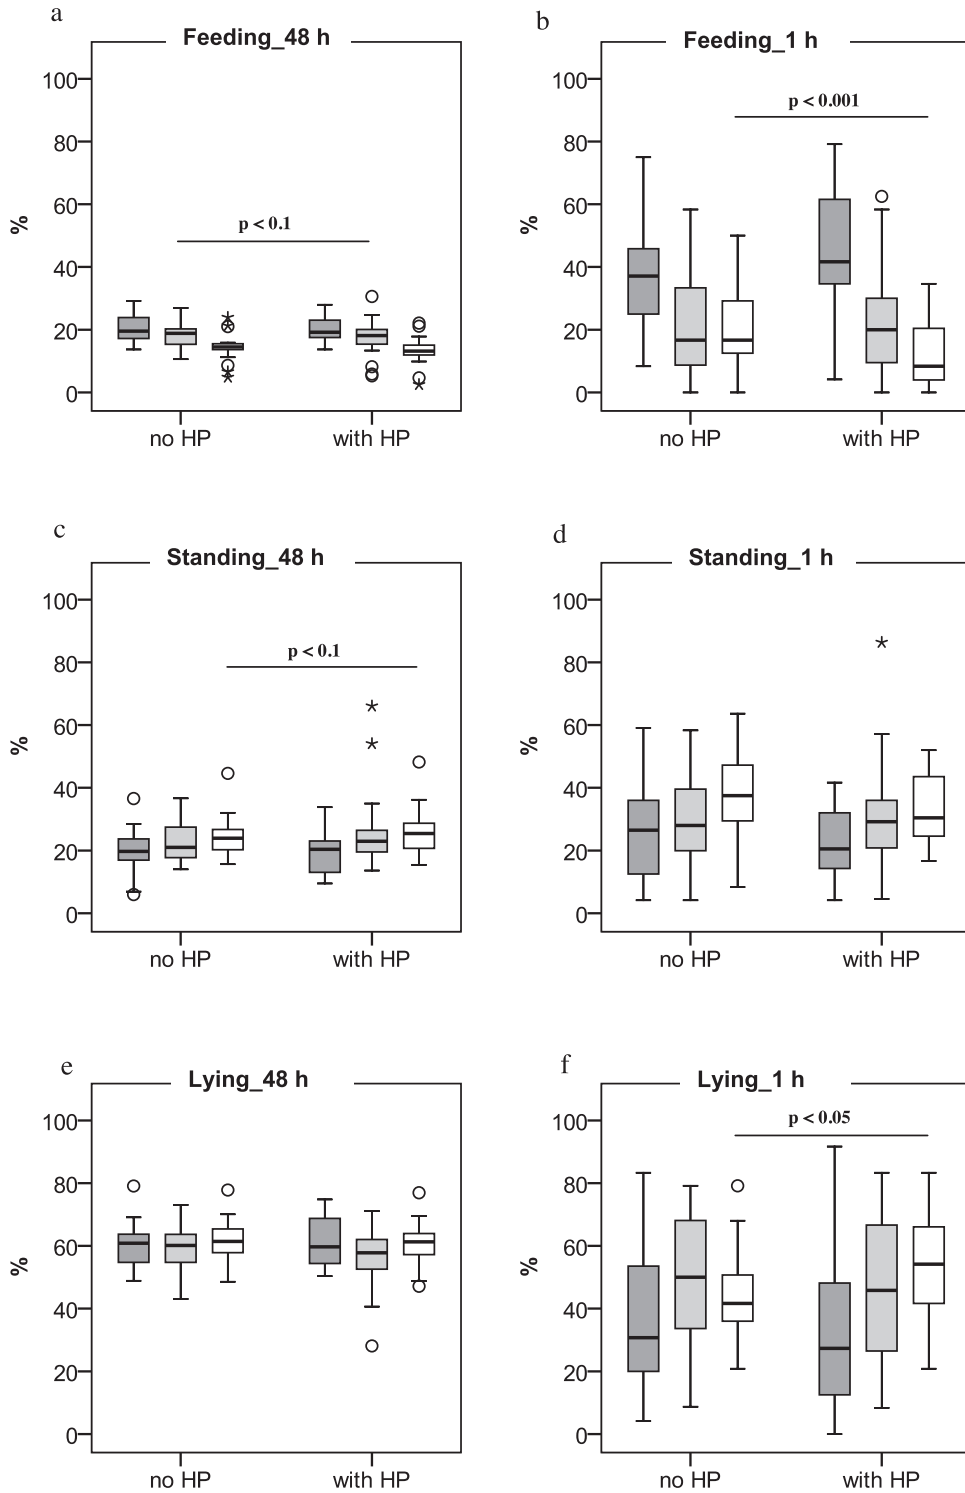 a
Feeding_48 h
100
80
60
40
20
0
%
p < 0.1
no HP
with HP
b
Feeding_1 h
100
80
60
40
20
0
%
p < 0.001
no HP
with HP
c
Standing_48 h
100
80
60
40
20
0
%
p < 0.1
no HP
with HP
d
Standing_1 h
100
80
60
40
20
0
%
no HP
with HP
e
Lying_48 h
100
80
60
40
20
0
%
no HP
with HP
f
Lying_1 h
100
80
60
40
20
0
%
p < 0.05
no HP
with HP